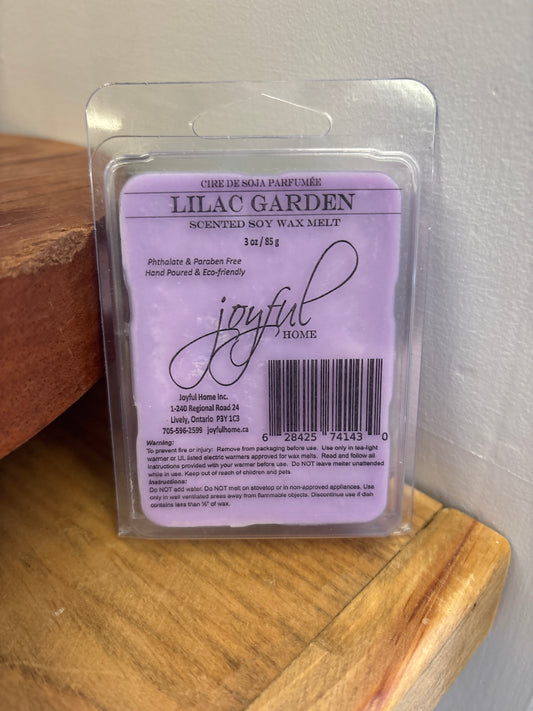 CIRE DE SOJA PARFUMÉE
LILAC GARDEN
SCENTED SOY WAX MELT
3 oz / 85 g
Phthalate & Paraben Free
Hand Poured & Eco-friendly
joyful
HOME
Joyful Home Inc.
1-240 Regional Road 24
Lively, Ontario P3Y 1C3
705-596-2599 joyfulhome.ca
6 28425 74143 0
Warning:
To prevent fire or injury: Remove from packaging before use. Use only in tea-light
warmer or UL listed electric warmers approved for wax melts. Read and follow all
instructions provided with your warmer before use. Do NOT leave melter unattended
while in use. Keep out of reach of children and pets.
Instructions:
Do NOT add water. Do NOT melt on stovetop or in non-approved appliances. Use
only in well ventilated areas away from flammable objects. Discontinue use if dish
contains less than ½" of wax.